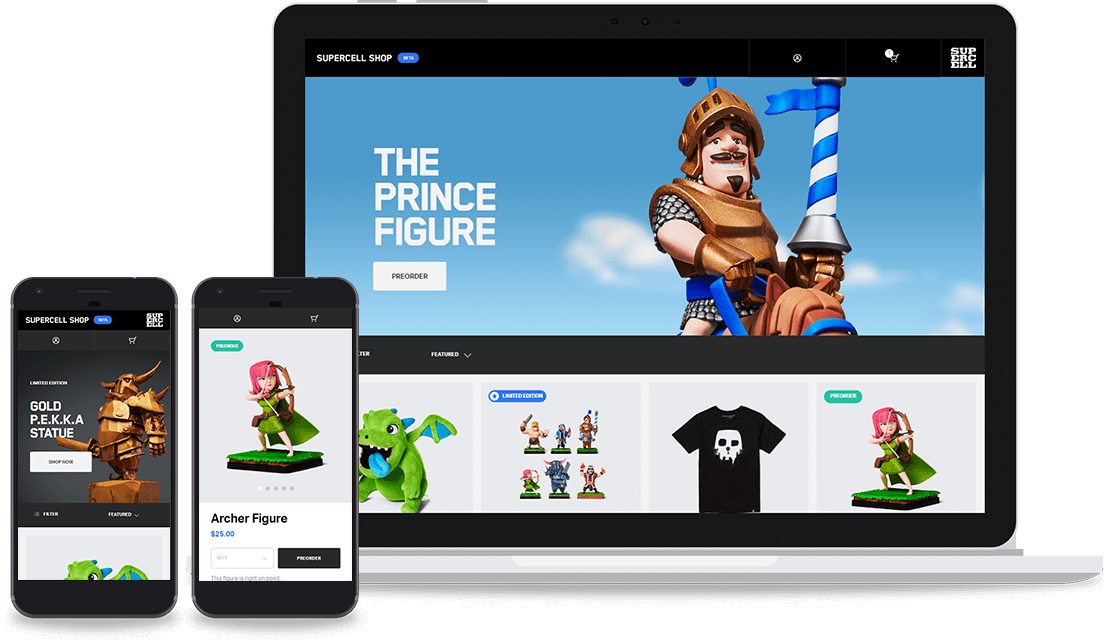 SUPERCELL SHOP BETA
1
SUP
ERC
ELL
THE
PRINCE
FIGURE
PREORDER
LTER
FEATURED
LIMITED EDITION
PREORDER
SUPERCELL SHOP BETA
SUP
ERC
ELL
LIMITED EDITION
GOLD
P.E.K.K.A
STATUE
SHOP NOW
FILTER
FEATURED
PREORDER
Archer Figure
$25.00
QTY
PREORDER
This figure is right on point.